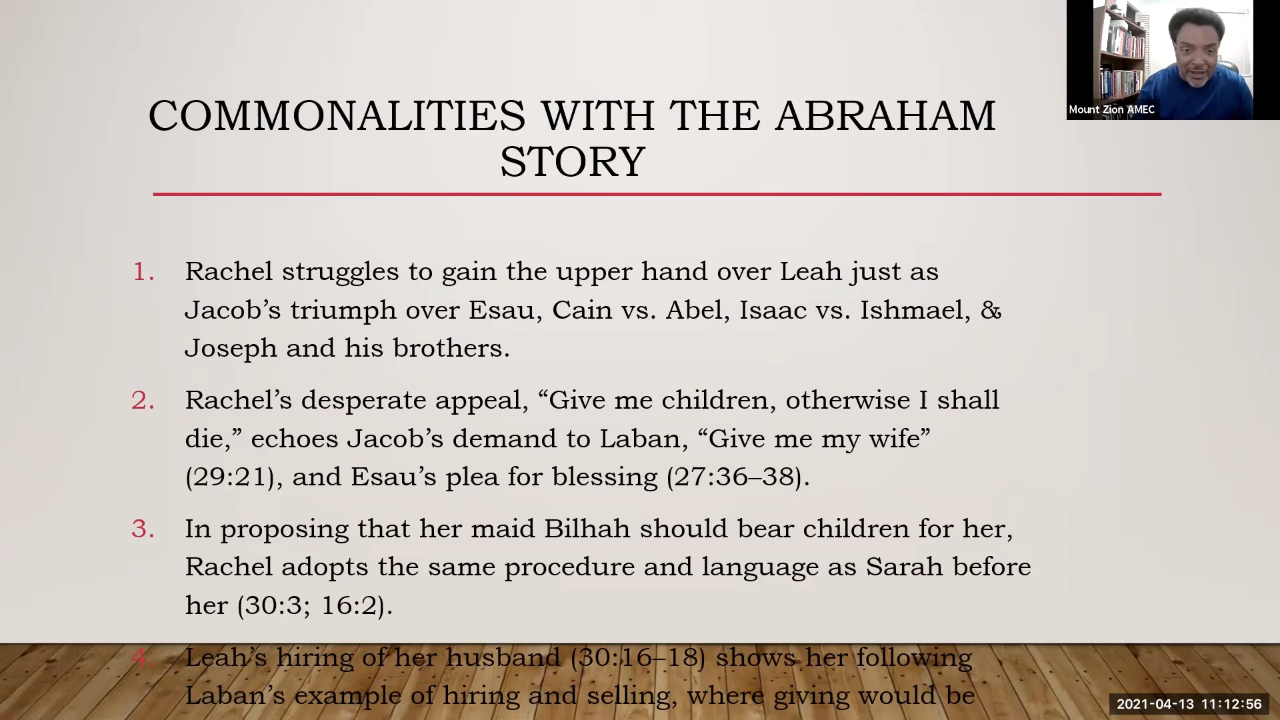 Mount Zion AMEC
COMMONALITIES WITH THE ABRAHAM
STORY
1. Rachel struggles to gain the upper hand over Leah just as
Jacob’s triumph over Esau, Cain vs. Abel, Isaac vs. Ishmael, &
Joseph and his brothers.
2. Rachel’s desperate appeal, “Give me children, otherwise I shall
die,” echoes Jacob’s demand to Laban, “Give me my wife”
(29:21), and Esau’s plea for blessing (27:36–38).
3. In proposing that her maid Bilhah should bear children for her,
Rachel adopts the same procedure and language as Sarah before
her (30:3; 16:2).
4. Leah’s hiring of her husband (30:16–18) shows her following
Laban’s example of hiring and selling, where giving would be
2021-04-13 11:12:56